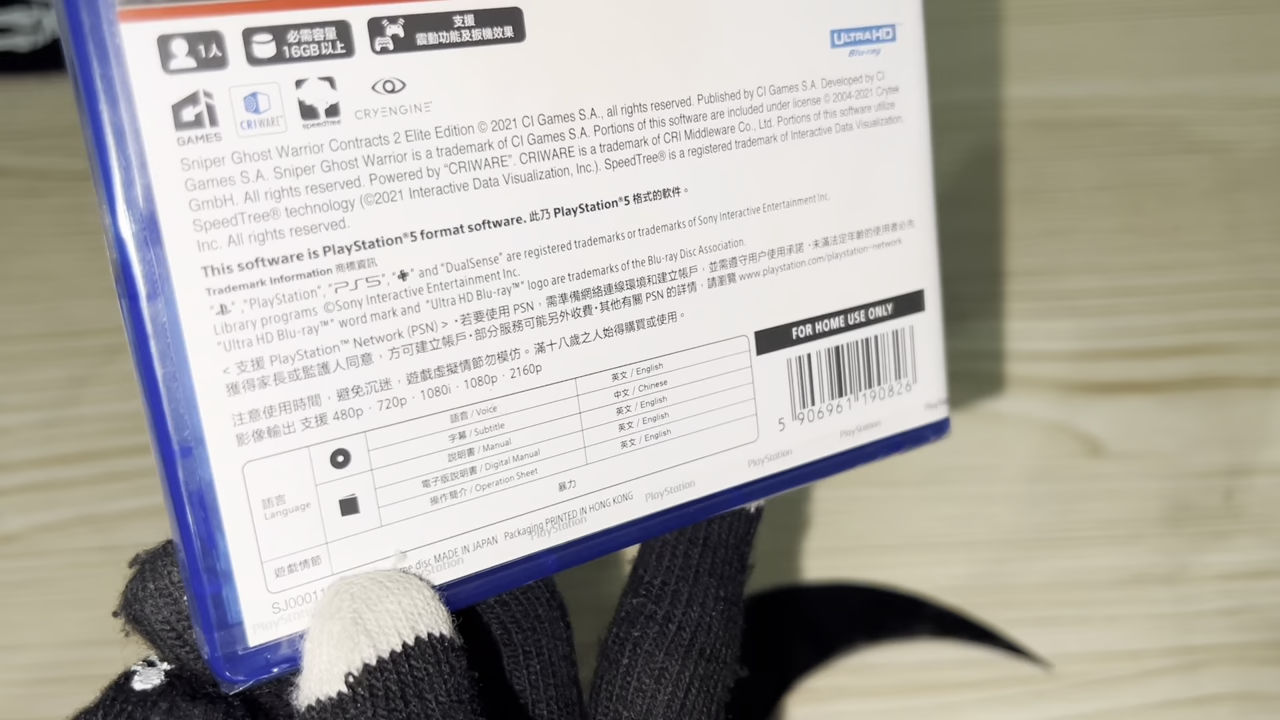 1人
必需容量
16GB以上
支援
震動功能及扳機效果
ULTRA HD
Blu-ray
CI
GAMES
CRIWARE
SpeedTree
CRYENGINE
Sniper Ghost Warrior Contracts 2 Elite Edition © 2021 CI Games S.A., all rights reserved. Published by CI Games S.A. Developed by CI
Games S.A. Sniper Ghost Warrior is a trademark of CI Games S.A. Portions of this software are included under license © 2004-2021 Crytek
GmbH. All rights reserved. Powered by "CRIWARE". CRIWARE is a trademark of CRI Middleware Co., Ltd. Portions of this software utilize
SpeedTree® technology (©2021 Interactive Data Visualization, Inc.). SpeedTree® is a registered trademark of Interactive Data Visualization,
Inc. All rights reserved.
This software is PlayStation®5 format software. 此乃 PlayStation®5 格式的軟件。
Trademark Information 商標資訊
" ", "PlayStation", "PS5", " " and "DualSense" are registered trademarks or trademarks of Sony Interactive Entertainment Inc.
Library programs ©Sony Interactive Entertainment Inc.
"Ultra HD Blu-ray™" word mark and "Ultra HD Blu-ray™" logo are trademarks of the Blu-ray Disc Association.
< 支援 PlayStation™ Network (PSN) >・若要使用 PSN，需準備網絡連線環境和建立帳戶，並需遵守用户使用承諾・未滿法定年齡的使用者必先
獲得家長或監護人同意，方可建立帳戶・部分服務可能另外收費・其他有關 PSN 的詳情，請瀏覽 www.playstation.com/playstation-network
注意使用時間，避免沉迷，遊戲虛擬情節勿模仿。滿十八歲之人始得購買或使用。
影像輸出 支援 480p・720p・1080i・1080p・2160p
FOR HOME USE ONLY
5 906961 190826
語言
Language
語言 / Voice 英文 / English
字幕 / Subtitle 中文 / Chinese
說明書 / Manual 英文 / English
電子版說明書 / Digital Manual 英文 / English
操作簡介 / Operation Sheet 英文 / English
遊戲情節 暴力
disc MADE IN JAPAN Packaging PRINTED IN HONG KONG
SJ00011
PlayStation
PlayStation
PlayStation
PlayStation
PlayStation